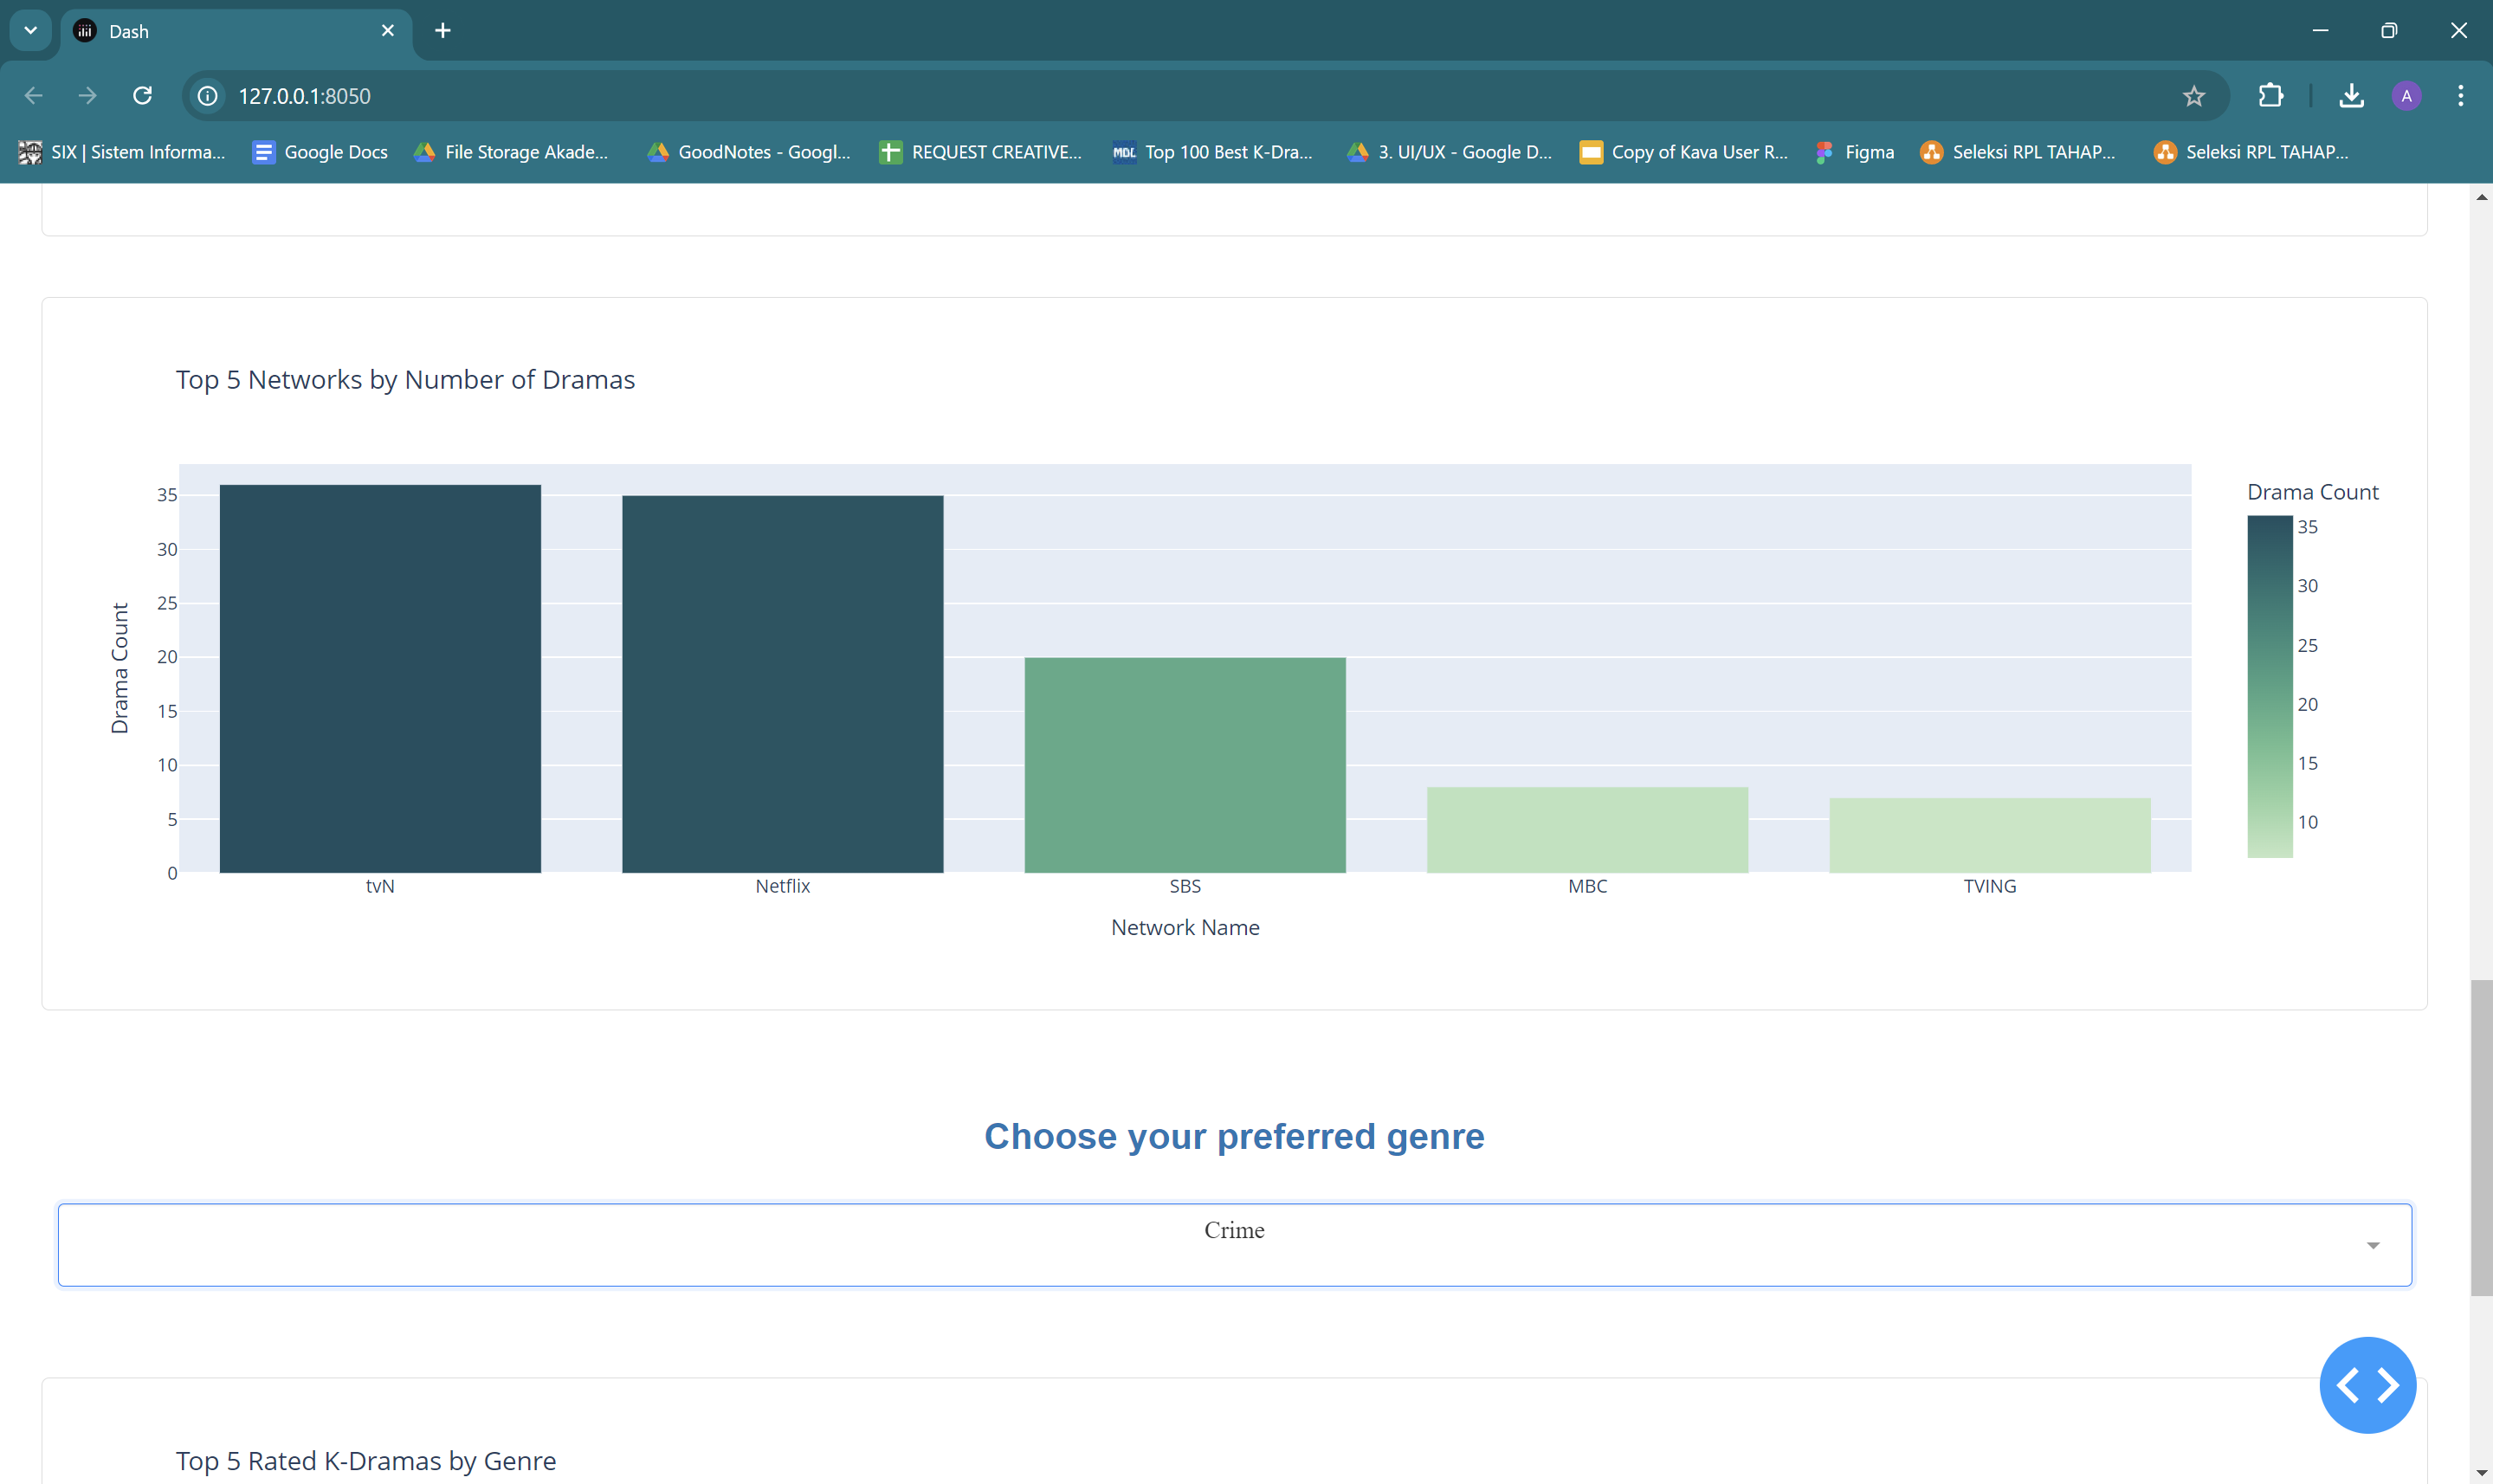 Dash
127.0.0.1:8050
SIX | Sistem Informa... Google Docs File Storage Akade... GoodNotes - Googl... REQUEST CREATIVE... MDL Top 100 Best K-Dra... 3. UI/UX - Google D... Copy of Kava User R... Figma Seleksi RPL TAHAP... Seleksi RPL TAHAP...
A
Top 5 Networks by Number of Dramas
Drama Count
35
30
25
20
15
10
5
0
tvN Netflix SBS MBC TVING
Network Name
Drama Count
35
30
25
20
15
10
Choose your preferred genre
Crime
Top 5 Rated K-Dramas by Genre